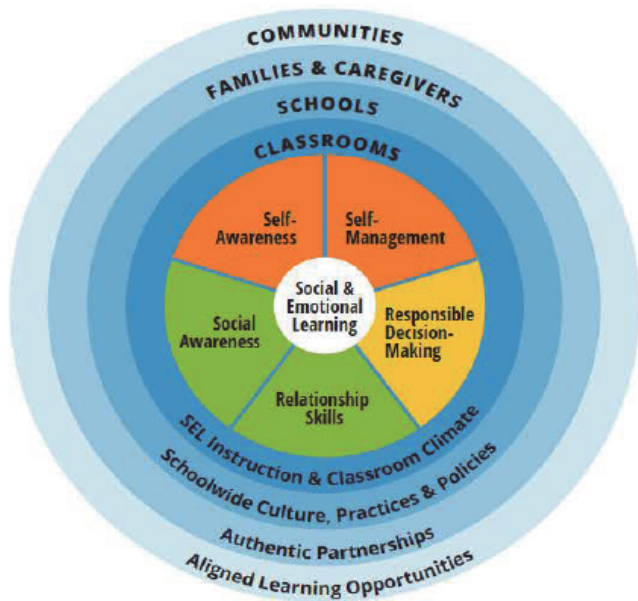 COMMUNITIES
FAMILIES & CAREGIVERS
SCHOOLS
CLASSROOMS
Self-
Awareness
Self-
Management
Social &
Emotional
Learning
Social
Awareness
Responsible
Decision-
Making
Relationship
Skills
SEL Instruction & Classroom Climate
Schoolwide Culture, Practices & Policies
Authentic Partnerships
Aligned Learning Opportunities